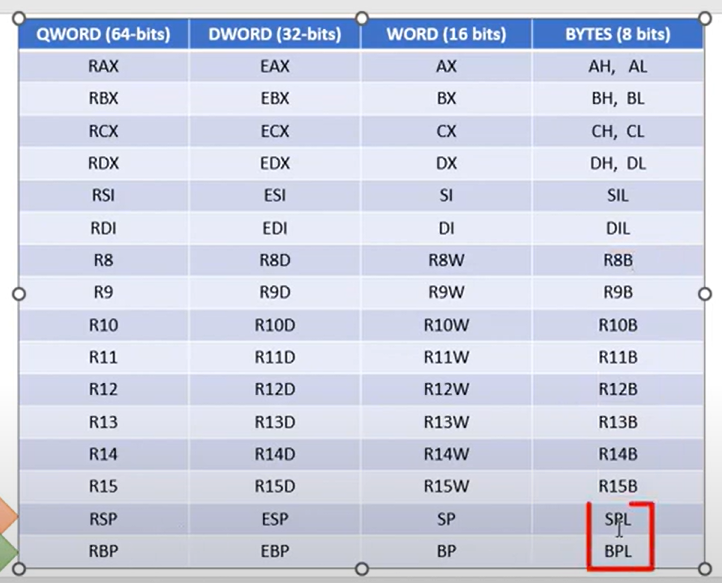 QWORD (64-bits) DWORD (32-bits) WORD (16 bits) BYTES (8 bits)
RAX EAX AX AH, AL
RBX EBX BX BH, BL
RCX ECX CX CH, CL
RDX EDX DX DH, DL
RSI ESI SI SIL
RDI EDI DI DIL
R8 R8D R8W R8B
R9 R9D R9W R9B
R10 R10D R10W R10B
R11 R11D R11W R11B
R12 R12D R12W R12B
R13 R13D R13W R13B
R14 R14D R14W R14B
R15 R15D R15W R15B
RSP ESP SP SPL
RBP EBP BP BPL